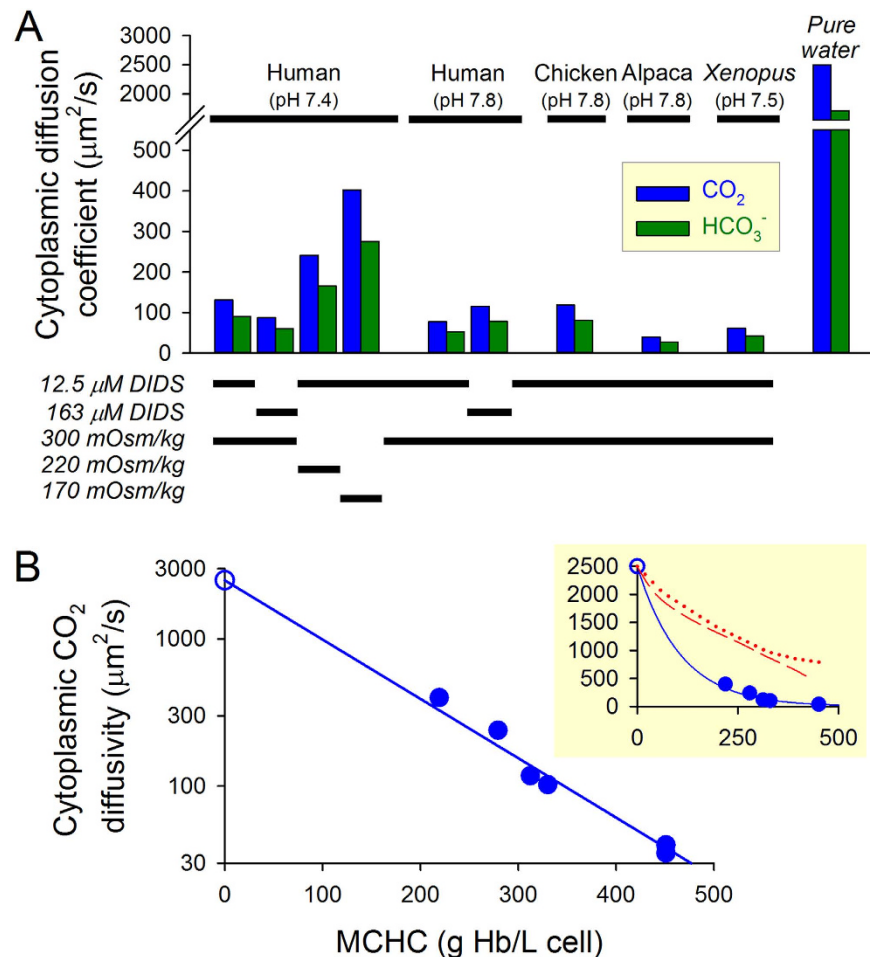 A
Cytoplasmic diffusion
coefficient (μm²/s)
3000
2500
2000
500
400
300
200
100
0
Human
(pH 7.4)
Human
(pH 7.8)
Chicken
(pH 7.8)
Alpaca
(pH 7.8)
Xenopus
(pH 7.5)
Pure
water
CO₂
HCO₃⁻
12.5 μM DIDS
163 μM DIDS
300 mOsm/kg
220 mOsm/kg
170 mOsm/kg
B
Cytoplasmic CO₂
diffusivity (μm²/s)
3000
1000
300
100
30
0 100 200 300 400 500
MCHC (g Hb/L cell)
2500
2000
1500
1000
500
0
0 250 500